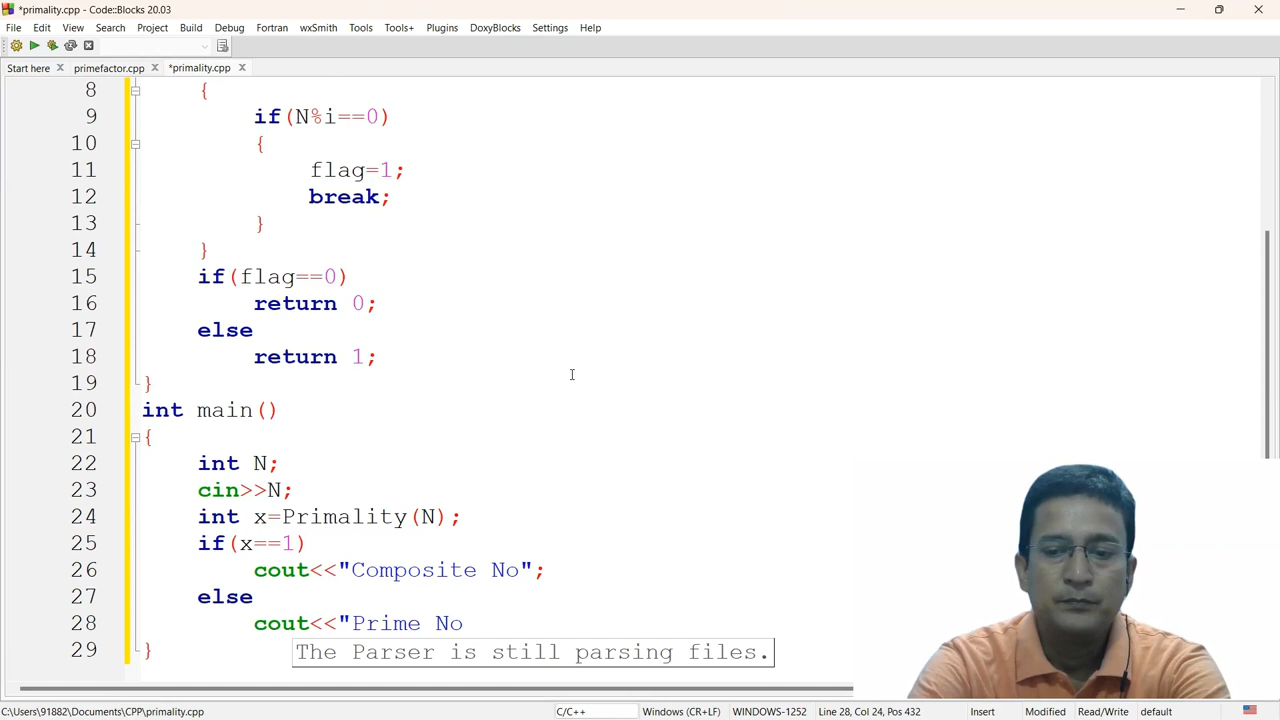 *primality.cpp - Code::Blocks 20.03
File Edit View Search Project Build Debug Fortran wxSmith Tools Tools+ Plugins DoxyBlocks Settings Help
Start here primefactor.cpp *primality.cpp
8 {
9 if(N%i==0)
10 {
11 flag=1;
12 break;
13 }
14 }
15 if(flag==0)
16 return 0;
17 else
18 return 1;
19 }
20 int main()
21 {
22 int N;
23 cin>>N;
24 int x=Primality(N);
25 if(x==1)
26 cout<<"Composite No";
27 else
28 cout<<"Prime No
29 }
The Parser is still parsing files.
C:\Users\91882\Documents\CPP\primality.cpp C/C++ Windows (CR+LF) WINDOWS-1252 Line 28, Col 24, Pos 432 Insert Modified Read/Write default